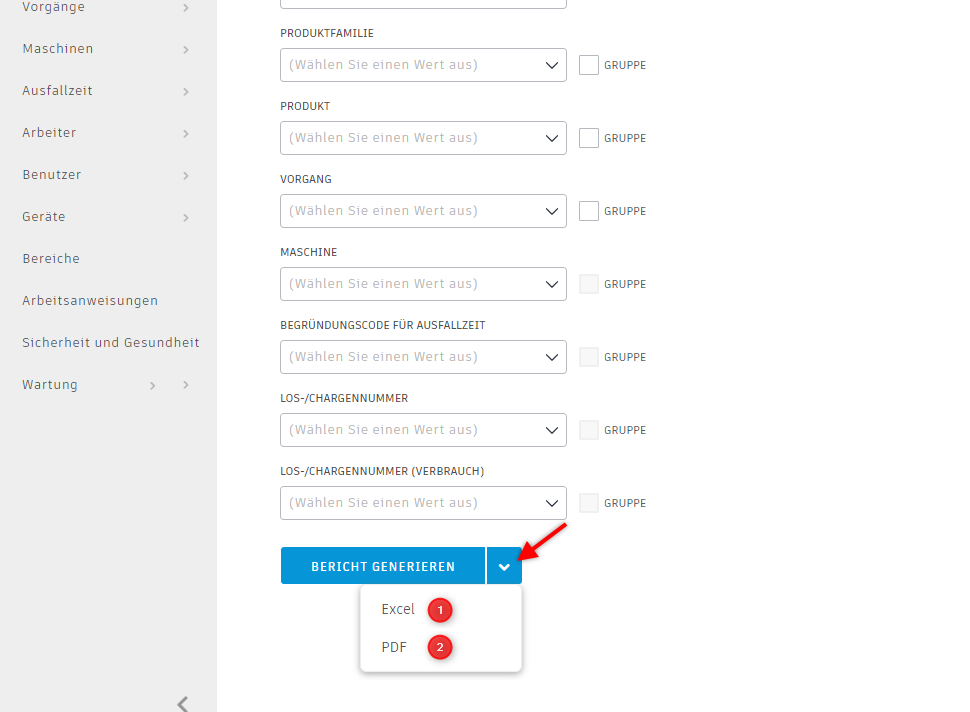 Vorgänge
Maschinen
Ausfallzeit
Arbeiter
Benutzer
Geräte
Bereiche
Arbeitsanweisungen
Sicherheit und Gesundheit
Wartung
PRODUKTFAMILIE
(Wählen Sie einen Wert aus) GRUPPE
PRODUKT
(Wählen Sie einen Wert aus) GRUPPE
VORGANG
(Wählen Sie einen Wert aus) GRUPPE
MASCHINE
(Wählen Sie einen Wert aus) GRUPPE
BEGRÜNDUNGSCODE FÜR AUSFALLZEIT
(Wählen Sie einen Wert aus) GRUPPE
LOS-/CHARGENNUMMER
(Wählen Sie einen Wert aus) GRUPPE
LOS-/CHARGENNUMMER (VERBRAUCH)
(Wählen Sie einen Wert aus) GRUPPE
BERICHT GENERIEREN
Excel 1
PDF 2